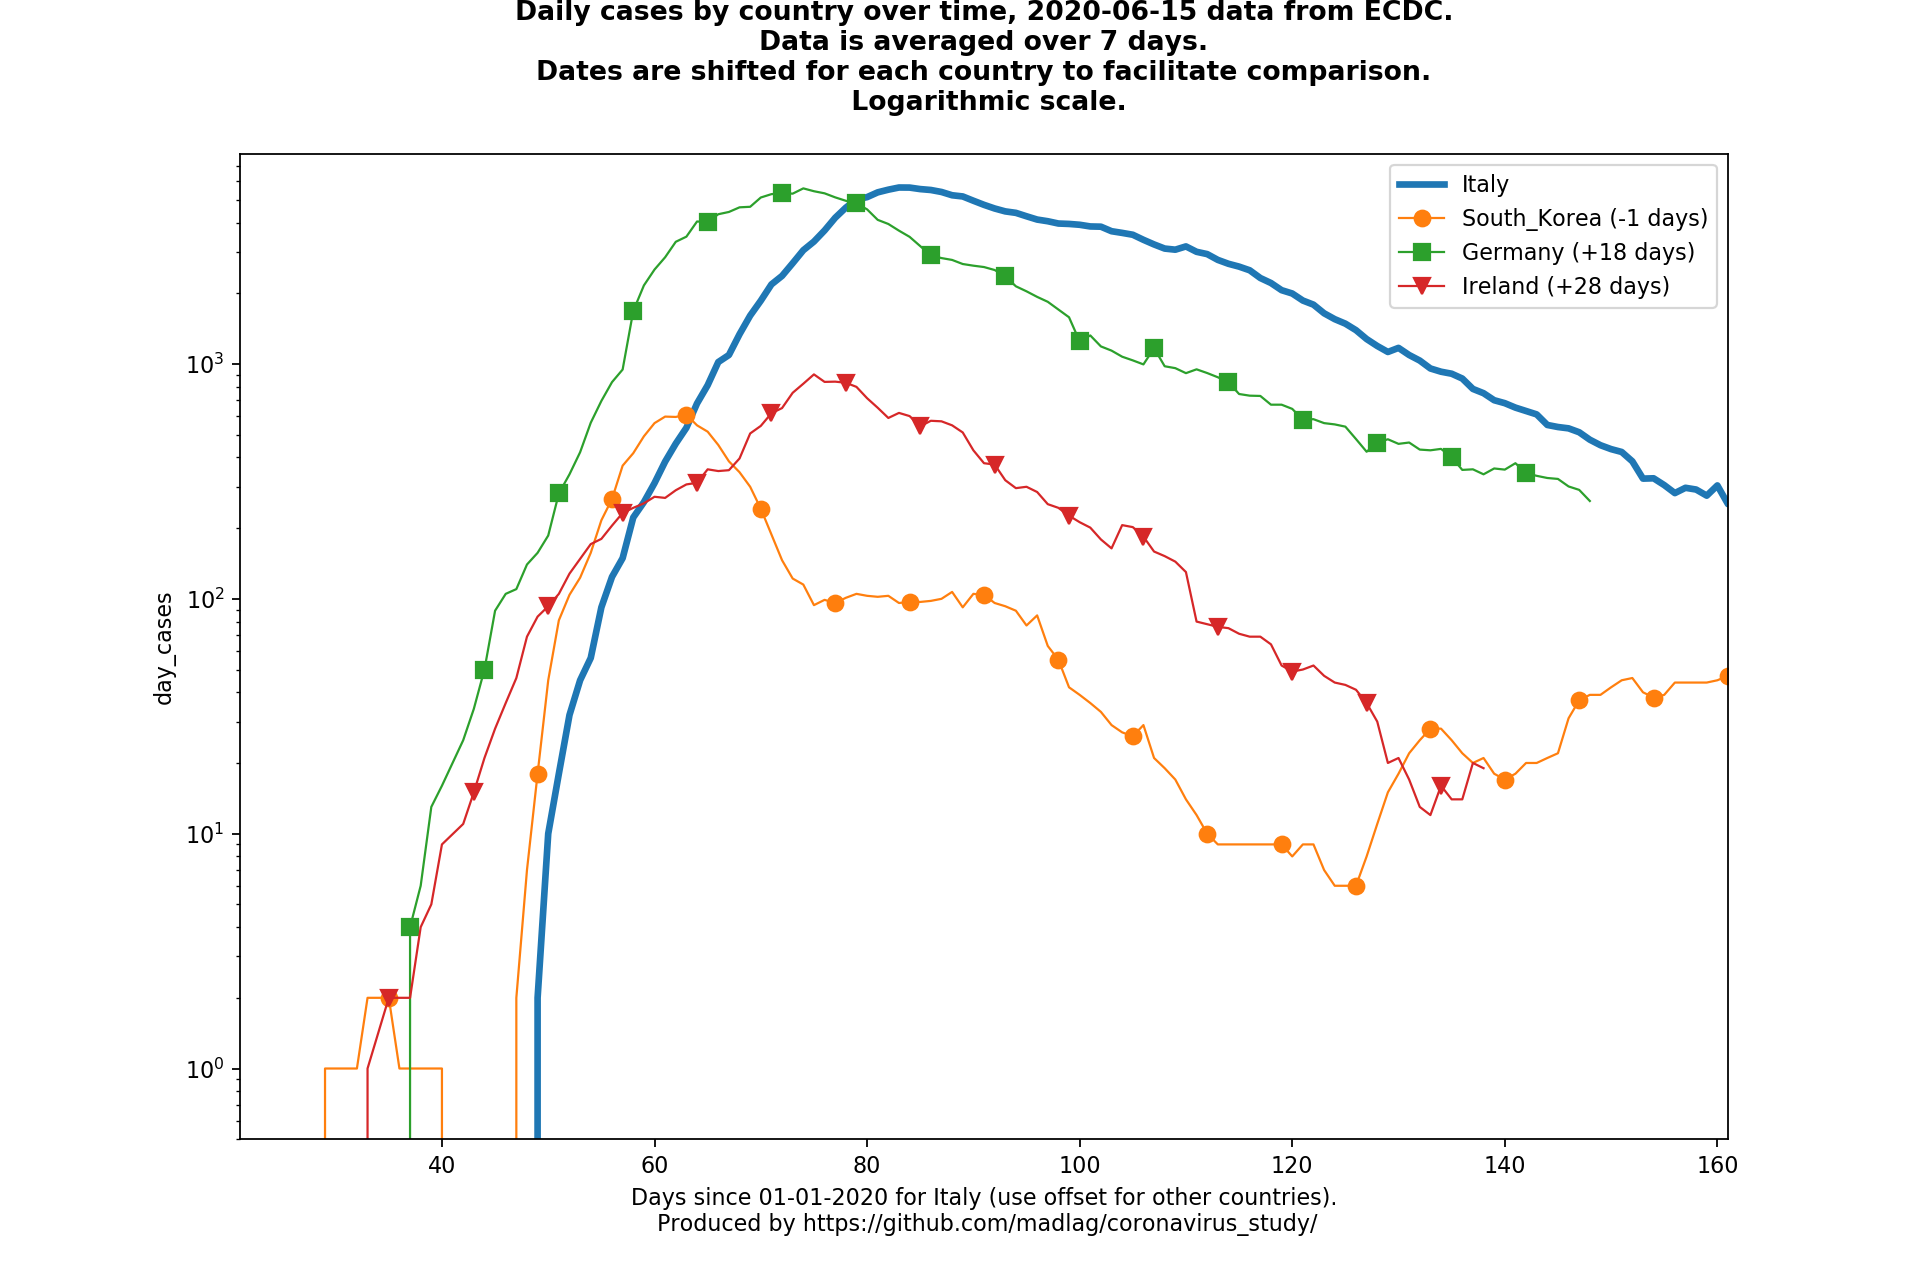 Daily cases by country over time, 2020-06-15 data from ECDC.
Data is averaged over 7 days.
Dates are shifted for each country to facilitate comparison.
Logarithmic scale.
Italy
South_Korea (-1 days)
Germany (+18 days)
Ireland (+28 days)
day_cases
10³
10²
10¹
10⁰
40 60 80 100 120 140 160
Days since 01-01-2020 for Italy (use offset for other countries).
Produced by https://github.com/madlag/coronavirus_study/